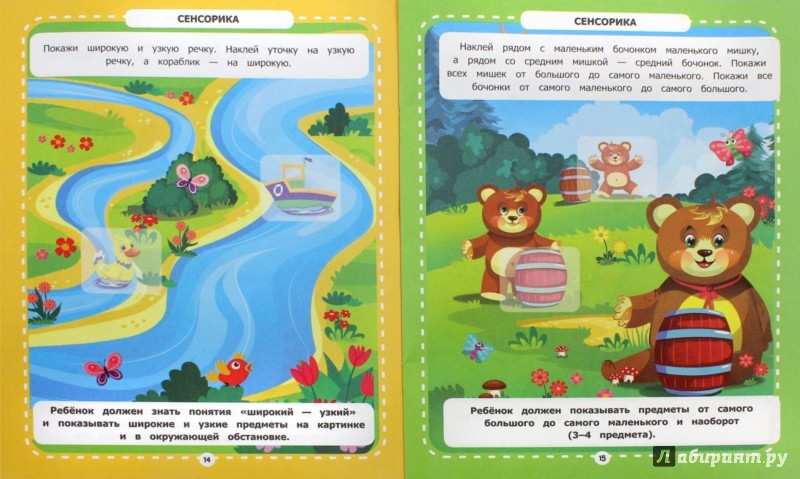 СЕНСОРИКА
Покажи широкую и узкую речку. Наклей уточку на узкую
речку, а кораблик — на широкую.
Ребёнок должен знать понятия «широкий — узкий»
и показывать широкие и узкие предметы на картинке
и в окружающей обстановке.
14
СЕНСОРИКА
Наклей рядом с маленьким бочонком маленького мишку,
а рядом со средним мишкой — средний бочонок. Покажи
всех мишек от большого до самого маленького. Покажи все
бочонки от самого маленького до самого большого.
Ребёнок должен показывать предметы от самого
большого до самого маленького и наоборот
(3–4 предмета).
15
Лабиринт.ру